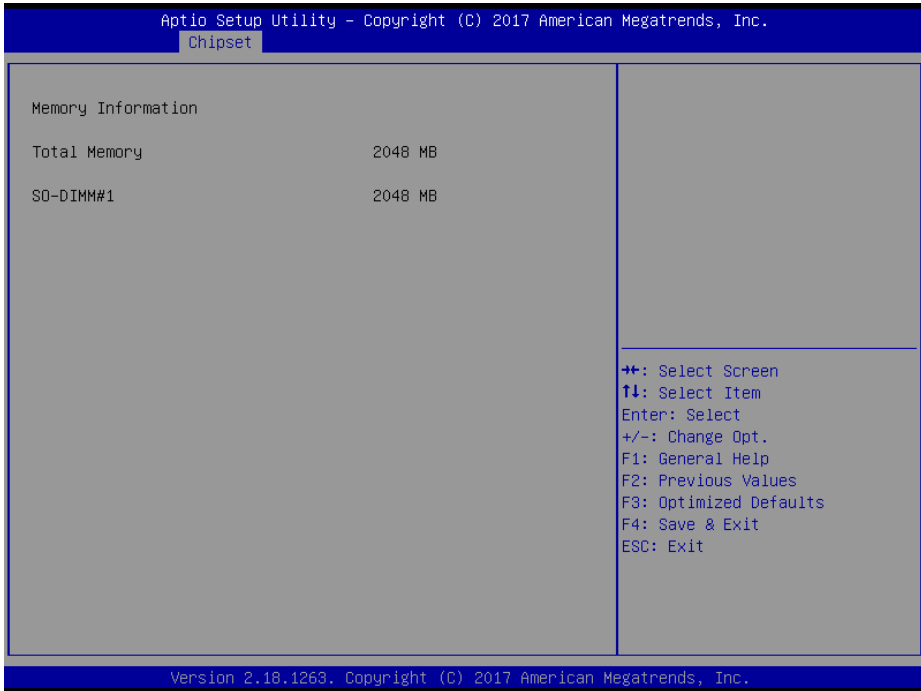 Aptio Setup Utility – Copyright (C) 2017 American Megatrends, Inc.
Chipset
Memory Information
Total Memory 2048 MB
SO-DIMM#1 2048 MB
→←: Select Screen
↑↓: Select Item
Enter: Select
+/-: Change Opt.
F1: General Help
F2: Previous Values
F3: Optimized Defaults
F4: Save & Exit
ESC: Exit
Version 2.18.1263. Copyright (C) 2017 American Megatrends, Inc.